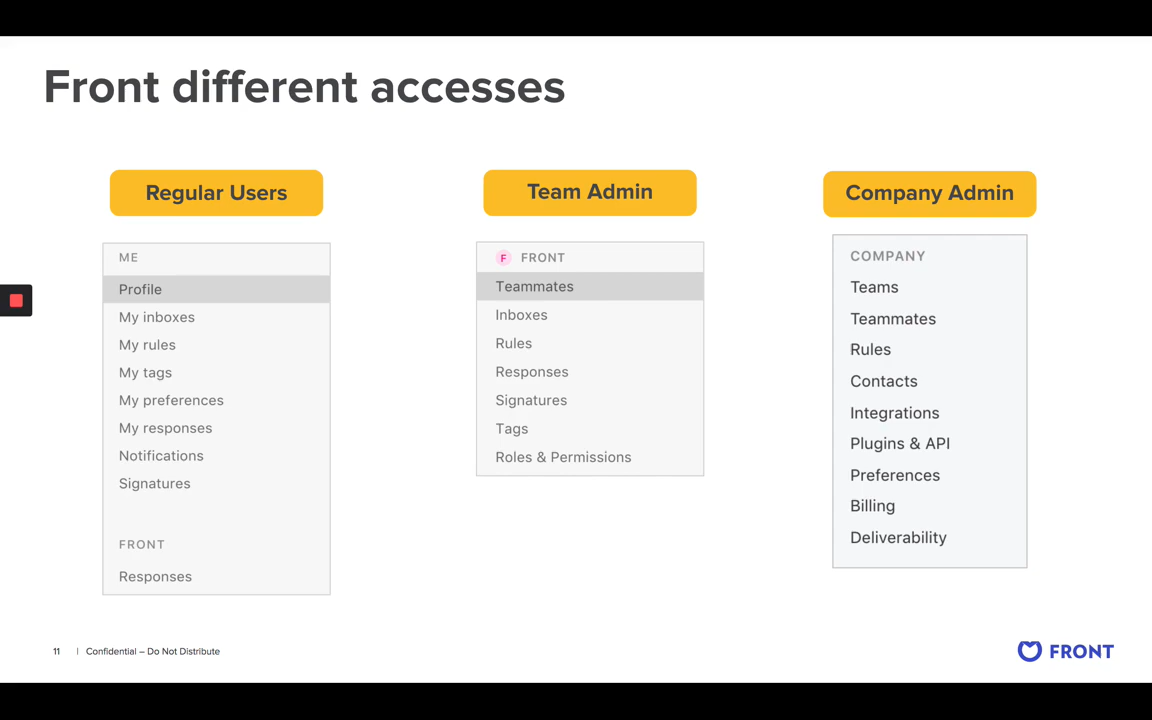 Front different accesses
Regular Users
ME
Profile
My inboxes
My rules
My tags
My preferences
My responses
Notifications
Signatures
FRONT
Responses
Team Admin
F FRONT
Teammates
Inboxes
Rules
Responses
Signatures
Tags
Roles & Permissions
Company Admin
COMPANY
Teams
Teammates
Rules
Contacts
Integrations
Plugins & API
Preferences
Billing
Deliverability
11 | Confidential – Do Not Distribute
FRONT